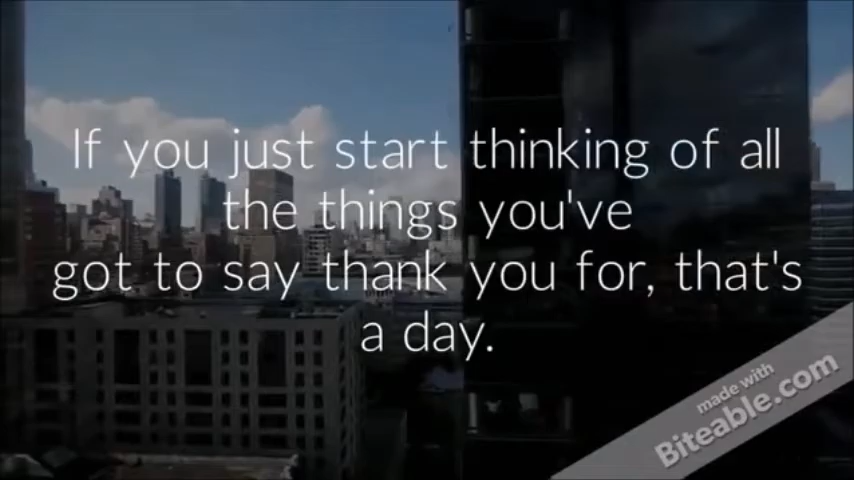 If you just start thinking of all
the things you've
got to say thank you for, that's
a day.
made with
Biteable.com